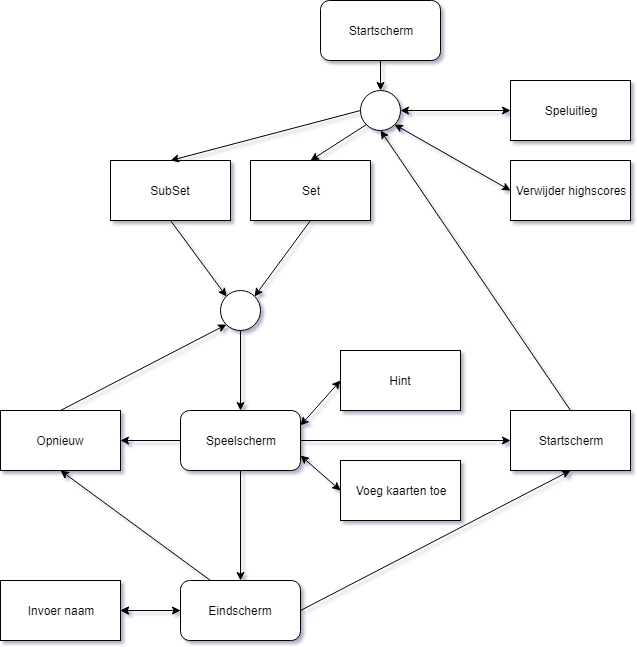 Startscherm
Speluitleg
SubSet
Set
Verwijder highscores
Hint
Opnieuw
Speelscherm
Startscherm
Voeg kaarten toe
Invoer naam
Eindscherm